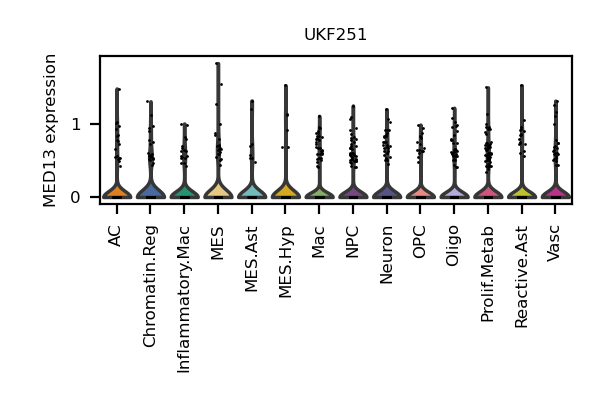 UKF251
MED13 expression
1
0
AC
Chromatin.Reg
Inflammatory.Mac
MES
MES.Ast
MES.Hyp
Mac
NPC
Neuron
OPC
Oligo
Prolif.Metab
Reactive.Ast
Vasc